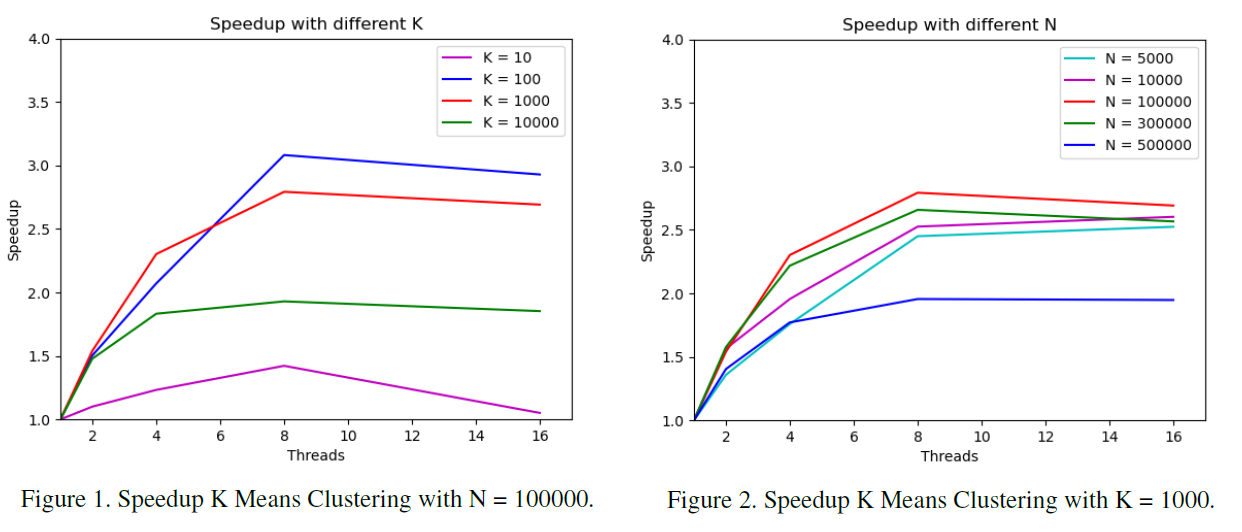 Speedup with different K
4.0
3.5
3.0
2.5
2.0
1.5
1.0
Speedup
K = 10
K = 100
K = 1000
K = 10000
2 4 6 8 10 12 14 16
Threads
Figure 1. Speedup K Means Clustering with N = 100000.
Speedup with different N
4.0
3.5
3.0
2.5
2.0
1.5
1.0
Speedup
N = 5000
N = 10000
N = 100000
N = 300000
N = 500000
2 4 6 8 10 12 14 16
Threads
Figure 2. Speedup K Means Clustering with K = 1000.